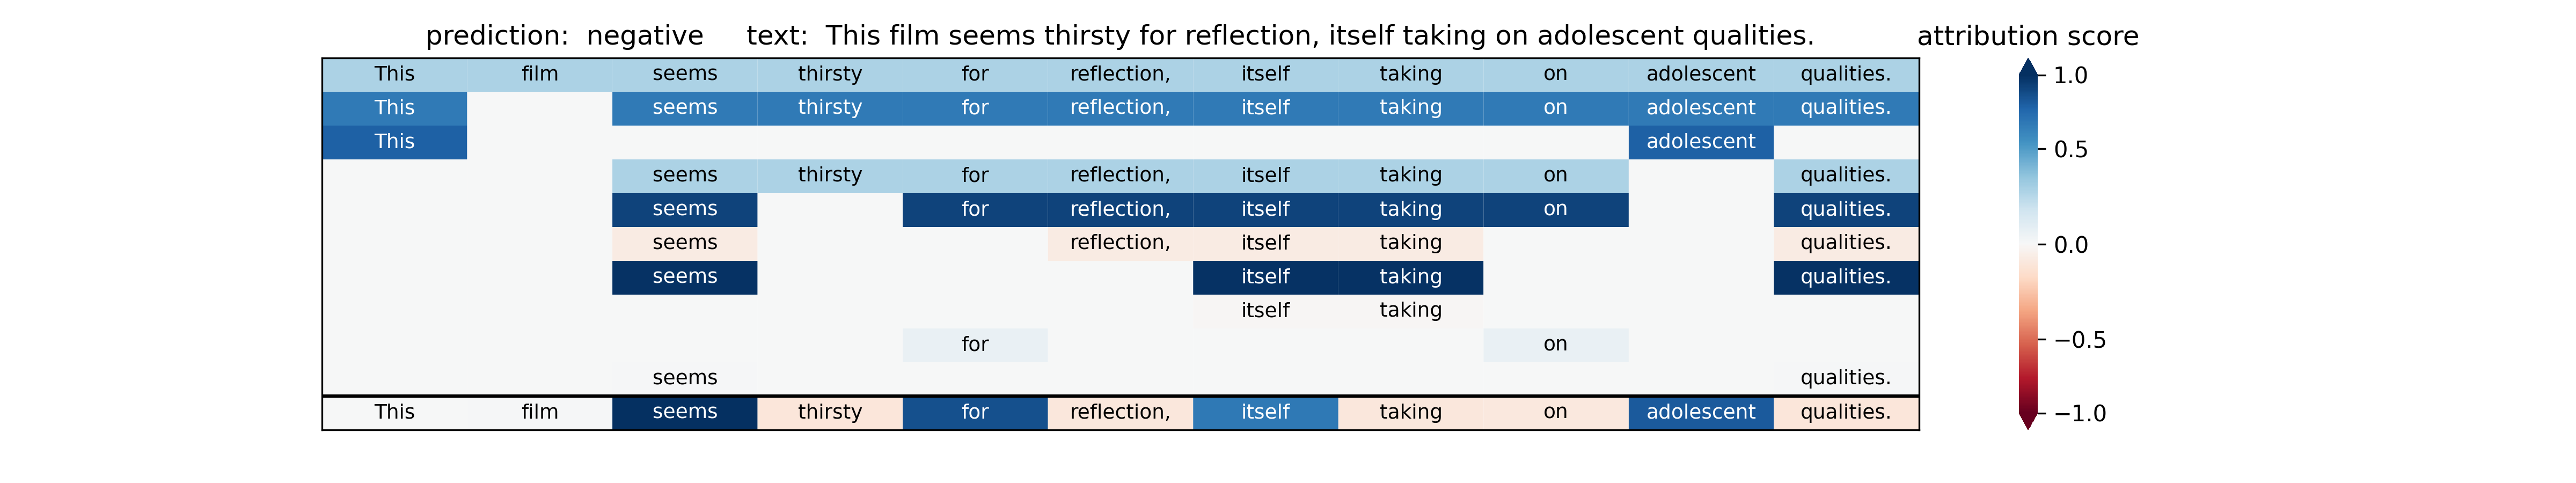 prediction:  negative     text:  This film seems thirsty for reflection, itself taking on adolescent qualities.
attribution score
This film seems thirsty for reflection, itself taking on adolescent qualities.
This seems thirsty for reflection, itself taking on adolescent qualities.
This adolescent
seems thirsty for reflection, itself taking on qualities.
seems for reflection, itself taking on qualities.
seems reflection, itself taking qualities.
seems itself taking qualities.
itself taking
for on
seems qualities.
This film seems thirsty for reflection, itself taking on adolescent qualities.
1.0
0.5
0.0
−0.5
−1.0